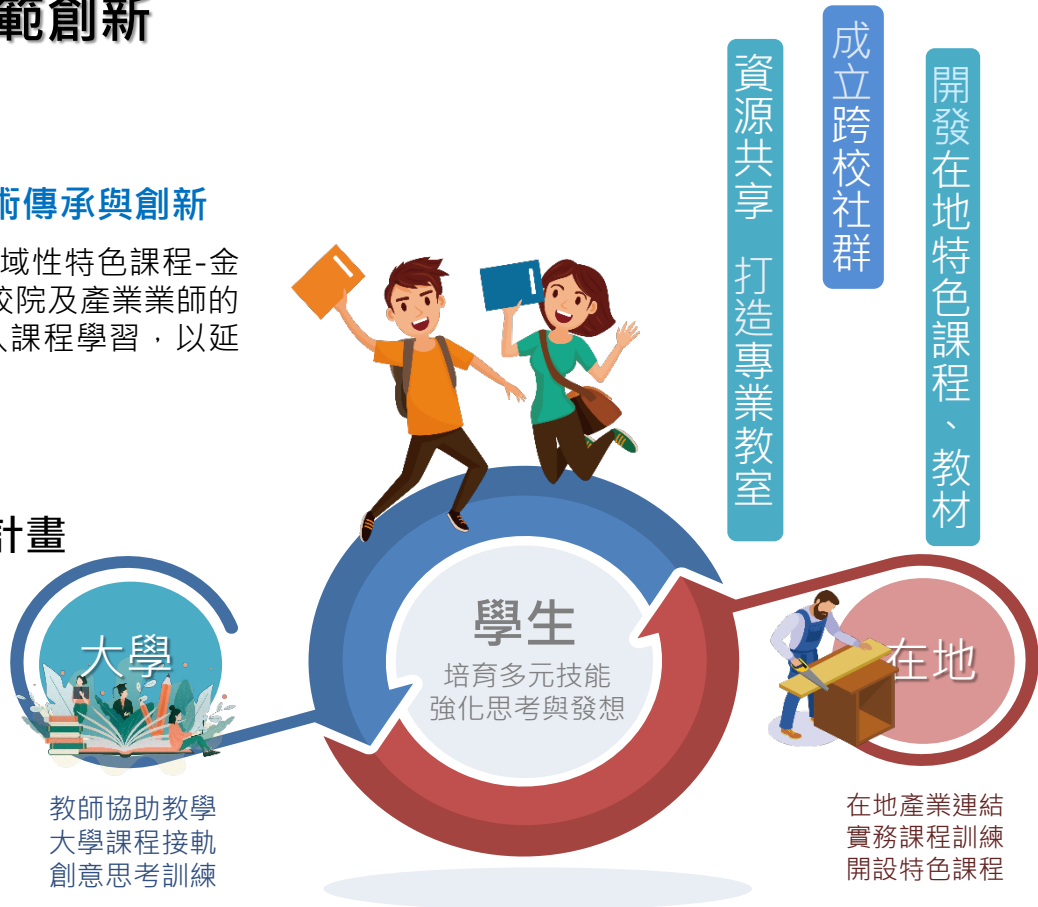 範創新
術傳承與創新
域性特色課程-金
校院及產業業師的
課程學習，以延
計畫
資源共享 打造專業教室
成立跨校社群
開發在地特色課程、教材
大學
教師協助教學
大學課程接軌
創意思考訓練
學生
培育多元技能
強化思考與發想
在地
在地產業連結
實務課程訓練
開設特色課程